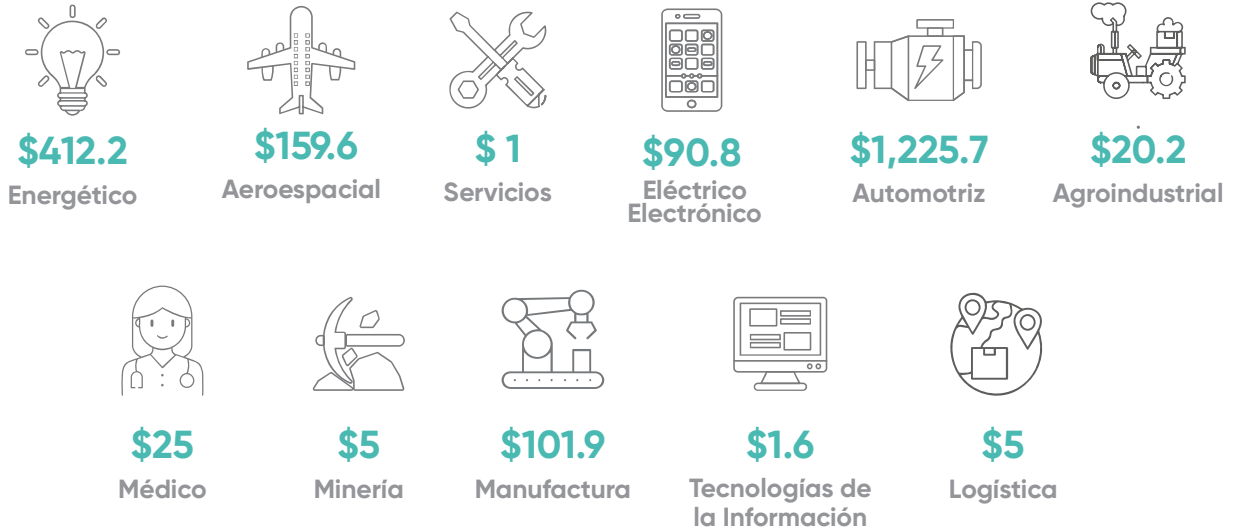 $412.2
Energético
$159.6
Aeroespacial
$ 1
Servicios
$90.8
Eléctrico
Electrónico
$1,225.7
Automotriz
$20.2
Agroindustrial
$25
Médico
$5
Minería
$101.9
Manufactura
$1.6
Tecnologías de
la Información
$5
Logística